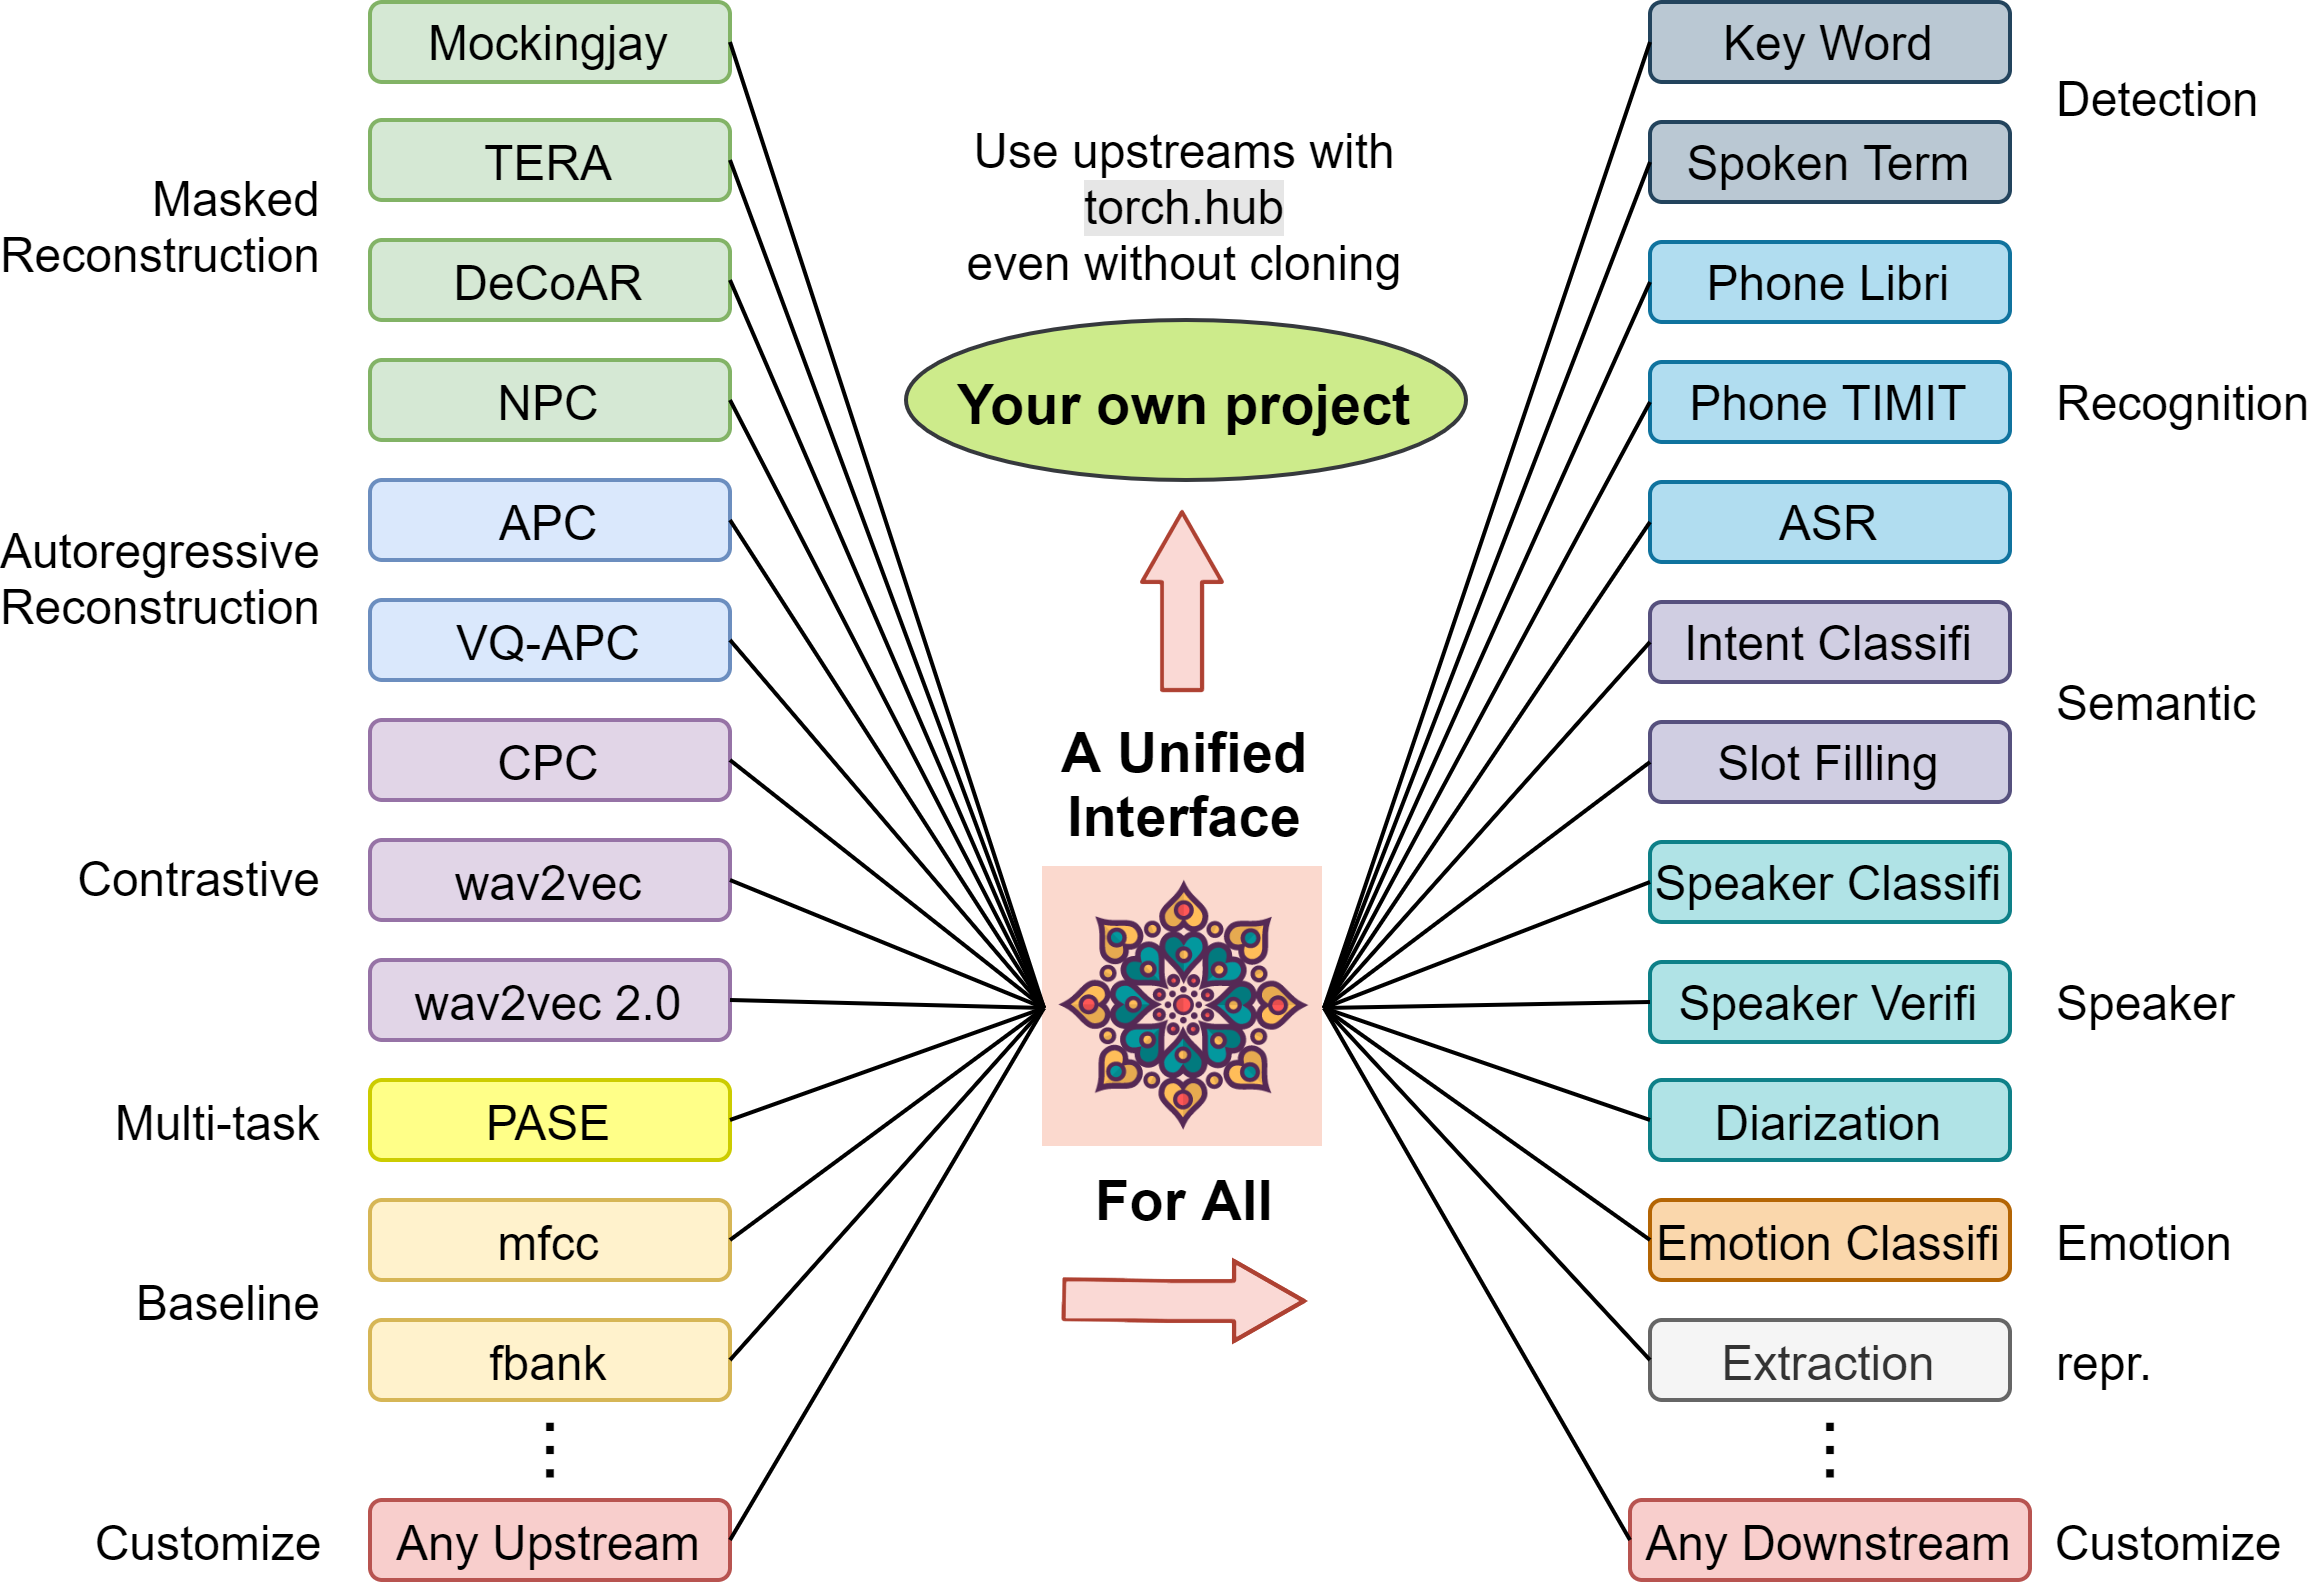 Masked
Reconstruction
Autoregressive
Reconstruction
Contrastive
Multi-task
Baseline
Customize
Mockingjay
TERA
DeCoAR
NPC
APC
VQ-APC
CPC
wav2vec
wav2vec 2.0
PASE
mfcc
fbank
⋮
Any Upstream
Use upstreams with
torch.hub
even without cloning
Your own project
A Unified
Interface
For All
Key Word
Spoken Term
Phone Libri
Phone TIMIT
ASR
Intent Classifi
Slot Filling
Speaker Classifi
Speaker Verifi
Diarization
Emotion Classifi
Extraction
⋮
Any Downstream
Detection
Recognition
Semantic
Speaker
Emotion
repr.
Customize